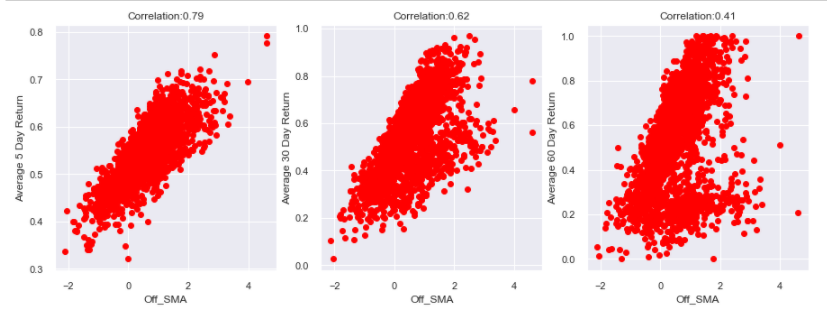 Correlation:0.79
Average 5 Day Return
0.8
0.7
0.6
0.5
0.4
0.3
−2 0 2 4
Off_SMA
Correlation:0.62
Average 30 Day Return
1.0
0.8
0.6
0.4
0.2
0.0
−2 0 2 4
Off_SMA
Correlation:0.41
Average 60 Day Return
1.0
0.8
0.6
0.4
0.2
0.0
−2 0 2 4
Off_SMA